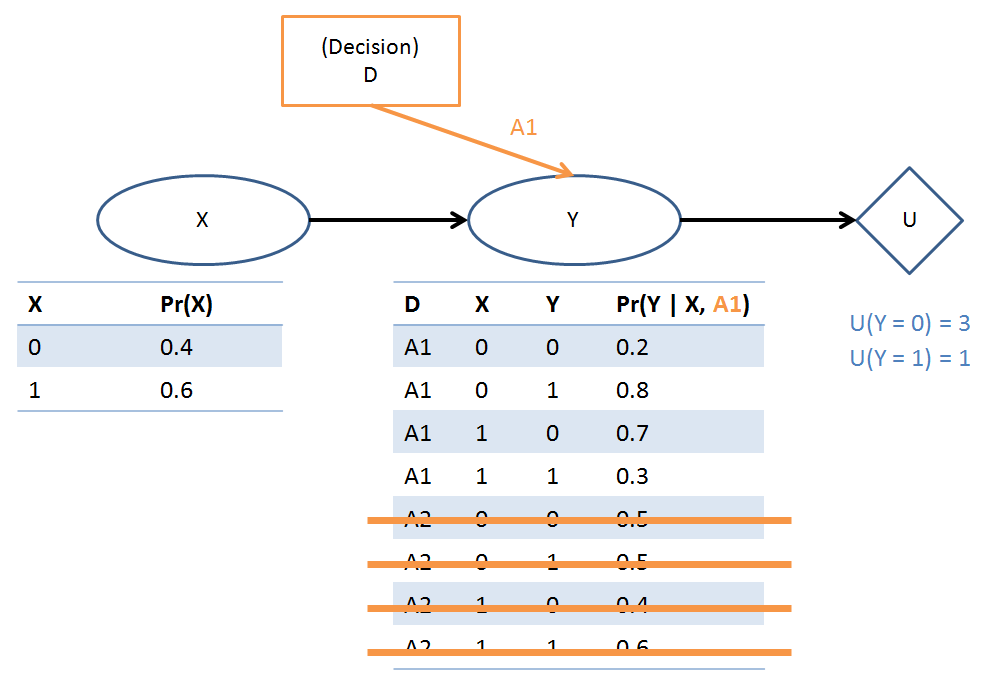 (Decision)
D
A1
X
Y
U
X Pr(X)
0 0.4
1 0.6
D X Y Pr(Y | X, A1)
A1 0 0 0.2
A1 0 1 0.8
A1 1 0 0.7
A1 1 1 0.3
A2 0 0 0.5
A2 0 1 0.5
A2 1 0 0.4
A2 1 1 0.6
U(Y = 0) = 3
U(Y = 1) = 1